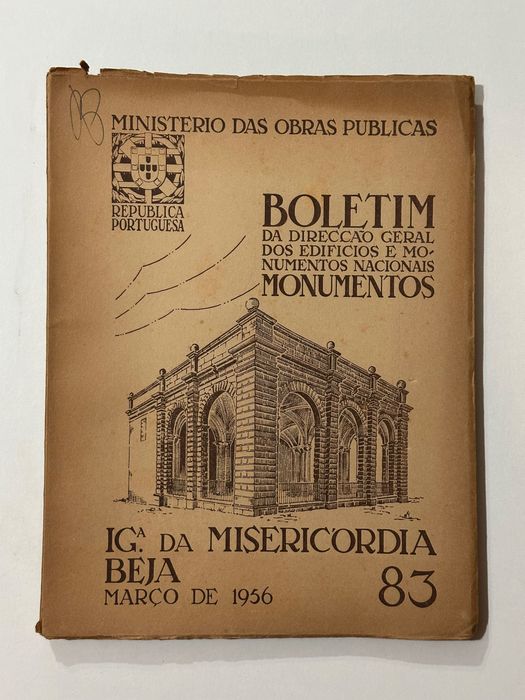 MINISTERIO DAS OBRAS PUBLICAS
REPUBLICA
PORTUGUESA
BOLETIM
DA DIRECCÃO GERAL
DOS EDIFICIOS E MO-
NUMENTOS NACIONAIS
MONUMENTOS
IG.A DA MISERICORDIA
BEJA
MARÇO DE 1956
83